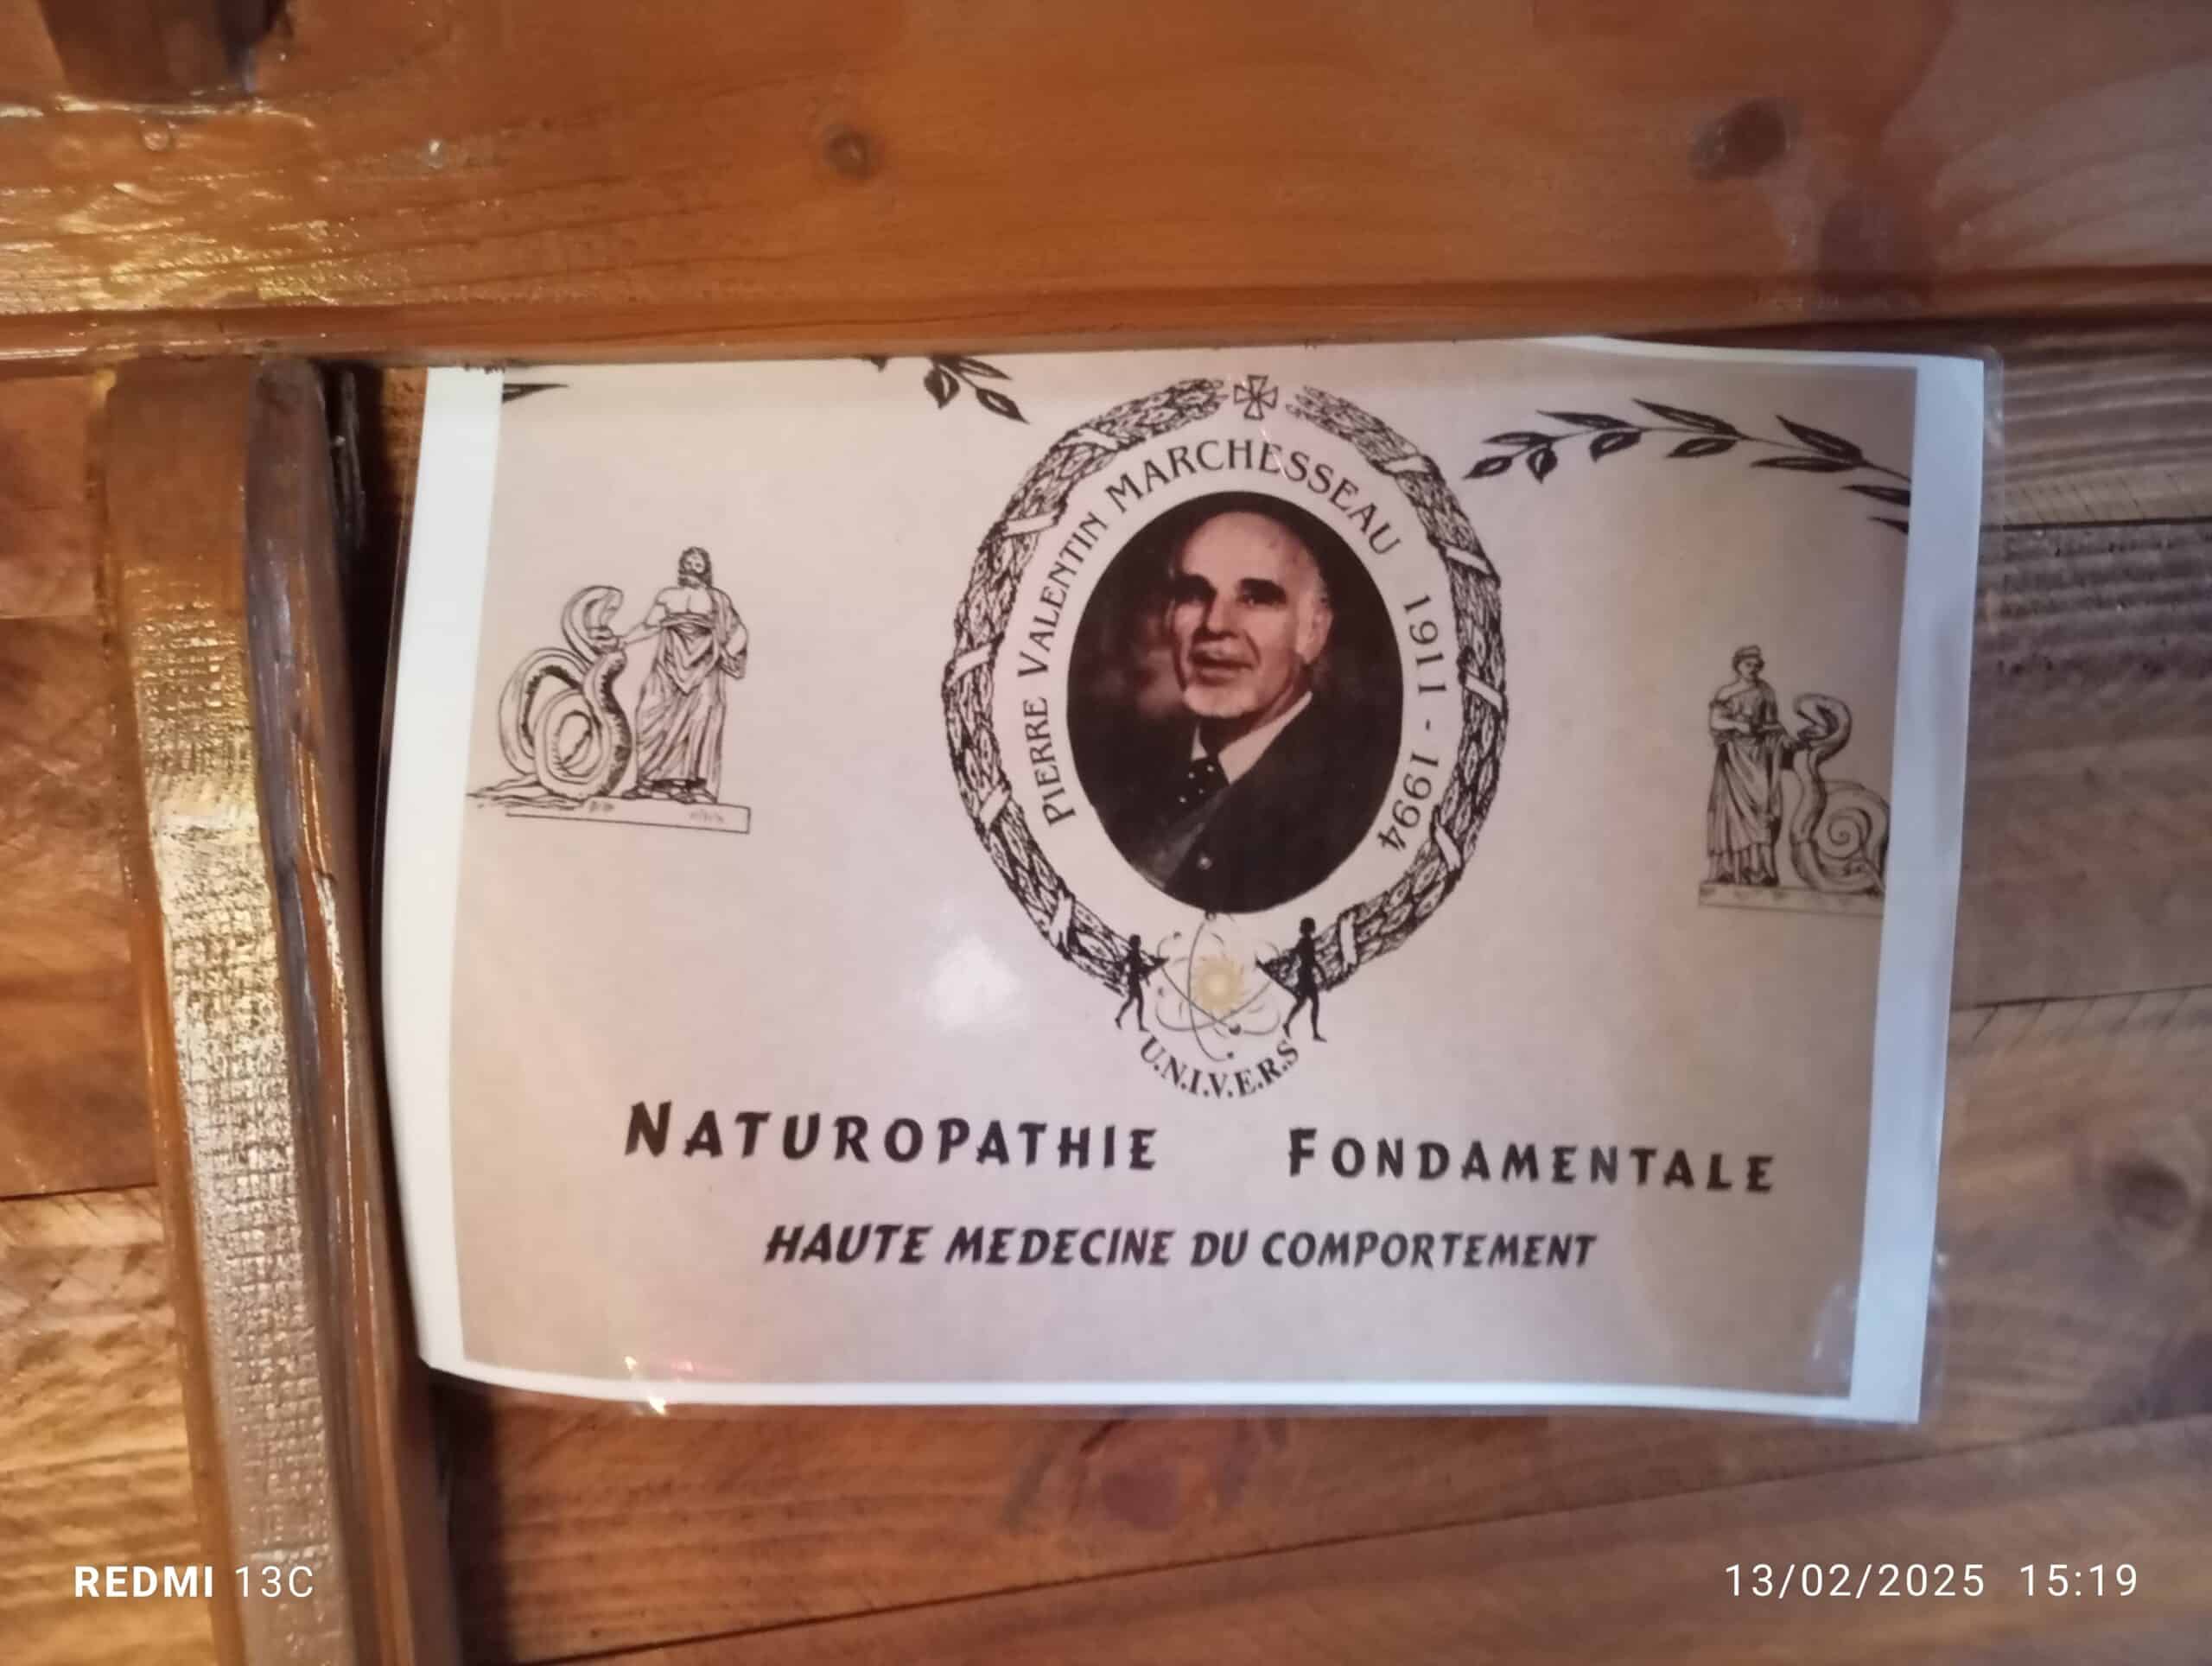 PIERRE VALENTIN MARCHESSEAU 1911 - 1994
U.N.I.V.E.R.S
NATUROPATHIE FONDAMENTALE
HAUTE MEDECINE DU COMPORTEMENT
REDMI 13C
13/02/2025 15:19